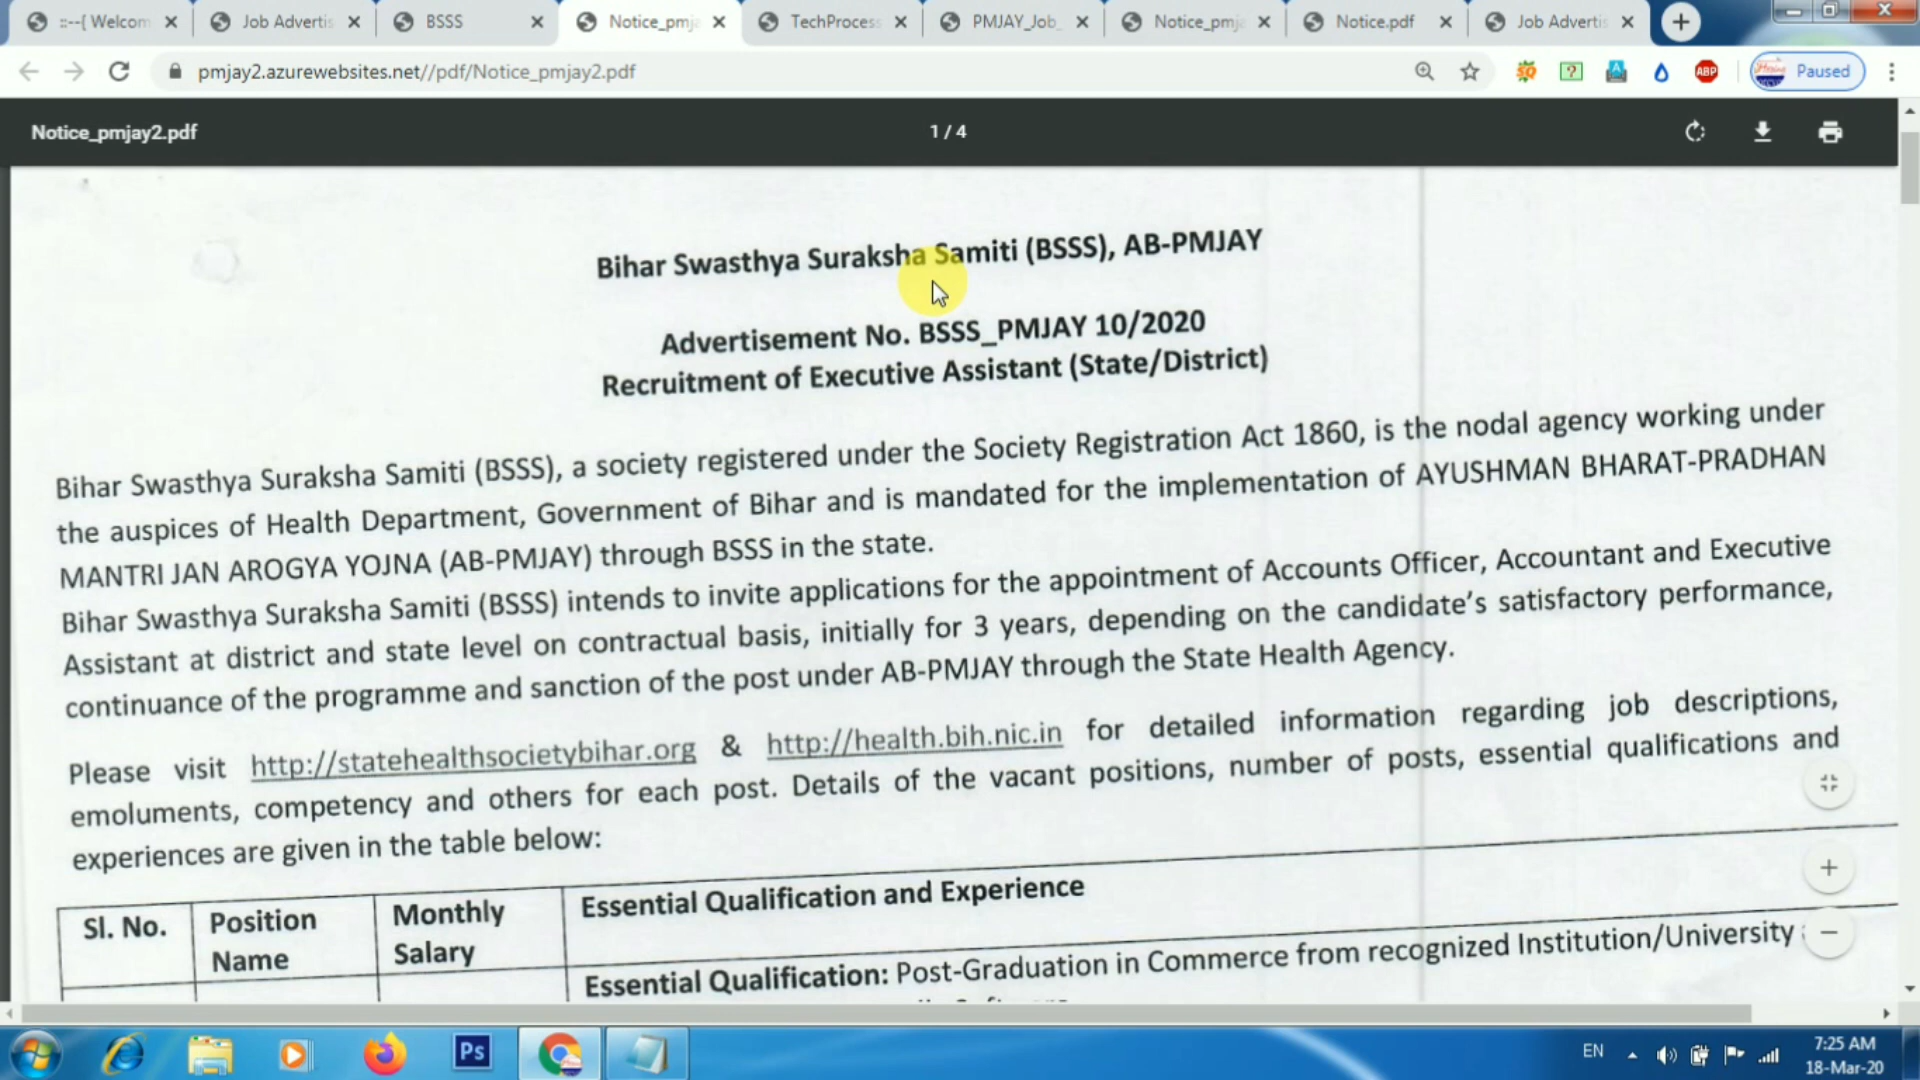 ::--{ Welcom
Job Advertis
BSSS
Notice_pmja
TechProcess
PMJAY_Job_
Notice_pmja
Notice.pdf
Job Advertis
pmjay2.azurewebsites.net//pdf/Notice_pmjay2.pdf
ABP
Paused
Notice_pmjay2.pdf
1 / 4
Bihar Swasthya Suraksha Samiti (BSSS), AB-PMJAY
Advertisement No. BSSS_PMJAY 10/2020
Recruitment of Executive Assistant (State/District)
Bihar Swasthya Suraksha Samiti (BSSS), a society registered under the Society Registration Act 1860, is the nodal agency working under
the auspices of Health Department, Government of Bihar and is mandated for the implementation of AYUSHMAN BHARAT-PRADHAN
MANTRI JAN AROGYA YOJNA (AB-PMJAY) through BSSS in the state.
Bihar Swasthya Suraksha Samiti (BSSS) intends to invite applications for the appointment of Accounts Officer, Accountant and Executive
Assistant at district and state level on contractual basis, initially for 3 years, depending on the candidate's satisfactory performance,
continuance of the programme and sanction of the post under AB-PMJAY through the State Health Agency.
Please visit http://statehealthsocietybihar.org & http://health.bih.nic.in for detailed information regarding job descriptions,
emoluments, competency and others for each post. Details of the vacant positions, number of posts, essential qualifications and
experiences are given in the table below:
Sl. No.
Position
Name
Monthly
Salary
Essential Qualification and Experience
Essential Qualification: Post-Graduation in Commerce from recognized Institution/University
Ps
EN
7:25 AM
18-Mar-20